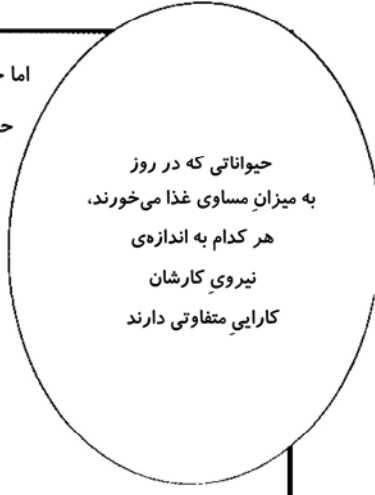 اما
حیواناتی که در روز
به میزانِ مساوی غذا می‌خورند،
هر کدام به اندازه‌ی
نیرویِ کارشان
کاراییِ متفاوتی دارند